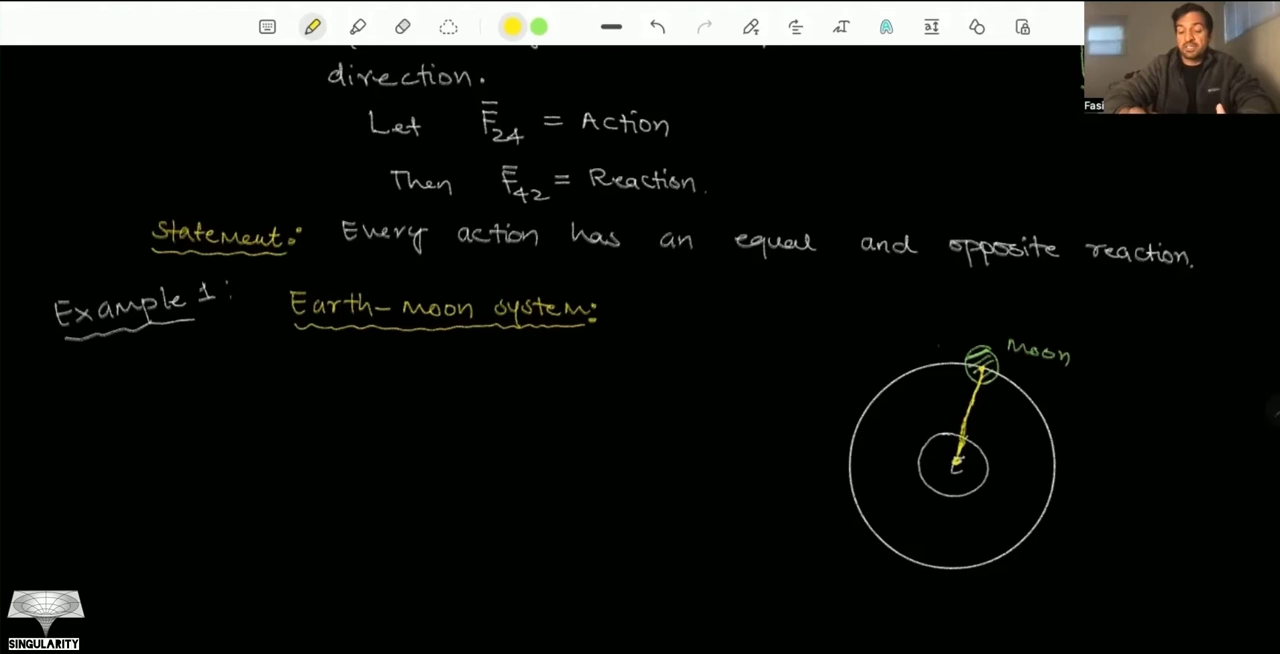 direction.
Let F̄₂₄ = Action
Then F̄₄₂ = Reaction.
Statement: Every action has an equal and opposite reaction.
Example 1: Earth-Moon system:
Moon
E
Fasi
SINGULARITY